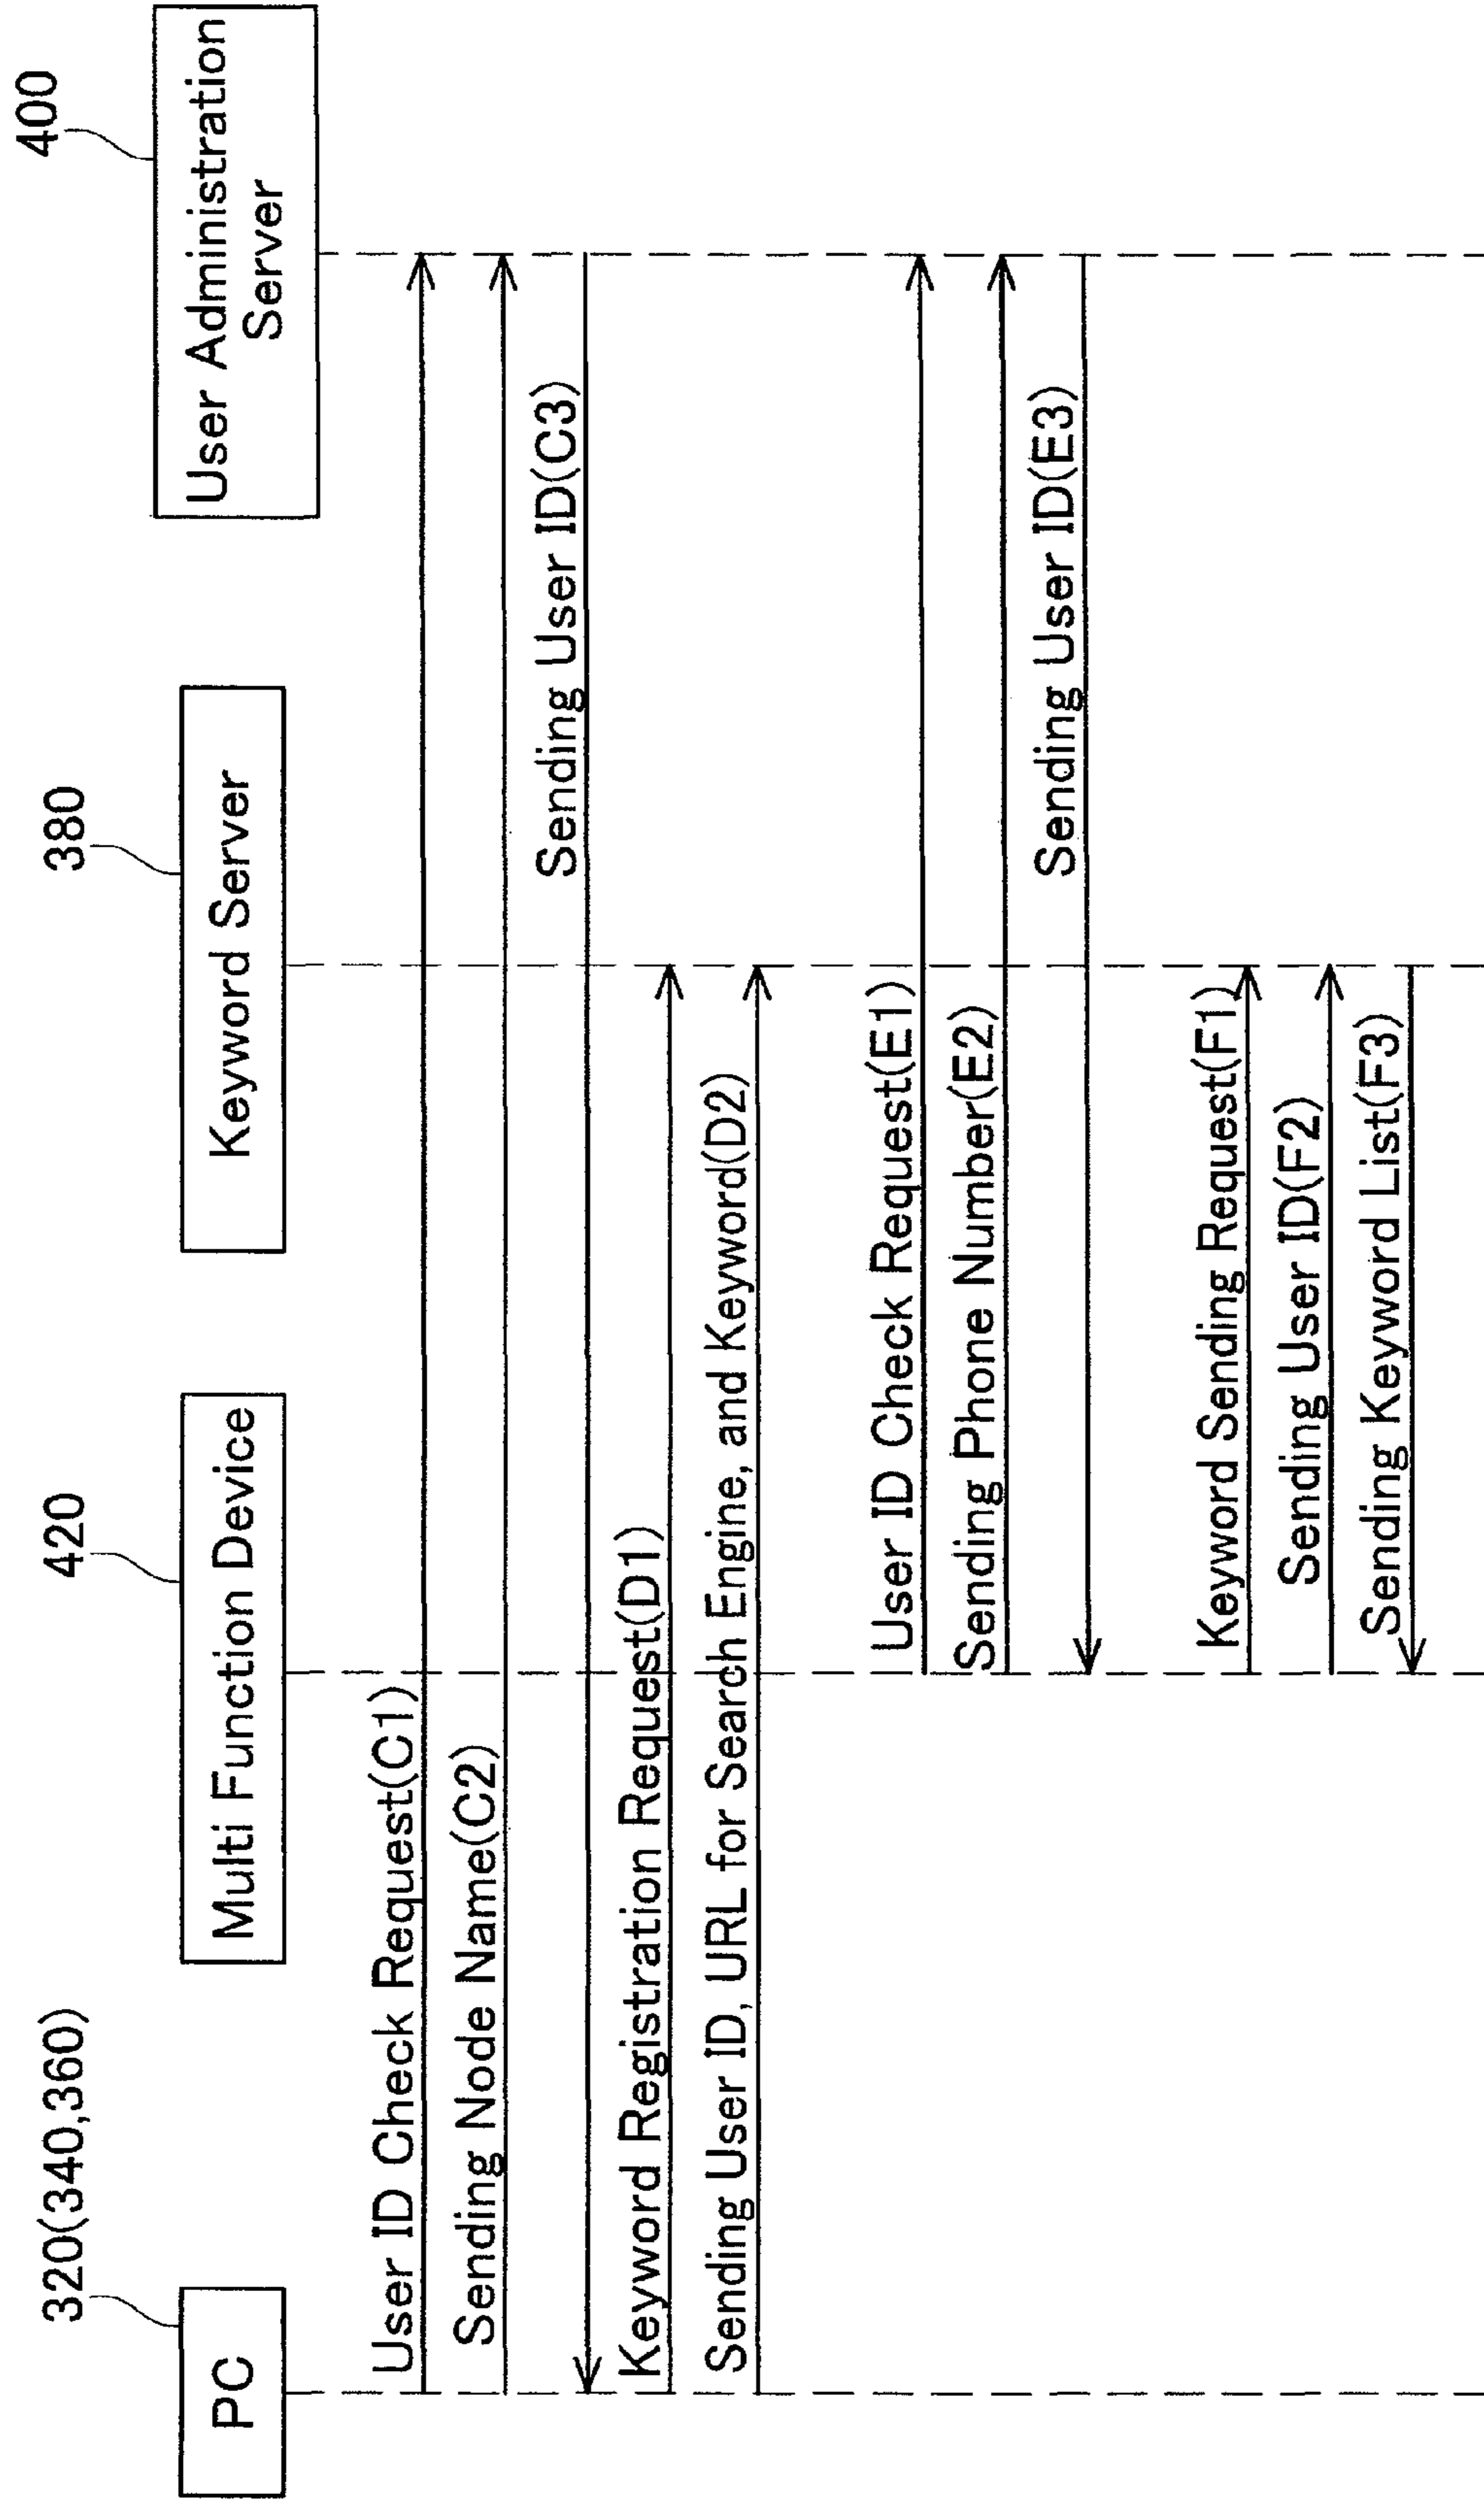 320(340,360)
420
380
400
PC
Multi Function Device
Keyword Server
User Administration
Server
User ID Check Request(C1)
Sending Node Name(C2)
Sending User ID(C3)
Keyword Registration Request(D1)
Sending User ID, URL for Search Engine, and Keyword(D2)
User ID Check Request(E1)
Sending Phone Number(E2)
Sending User ID(E3)
Keyword Sending Request(F1)
Sending User ID(F2)
Sending Keyword List(F3)